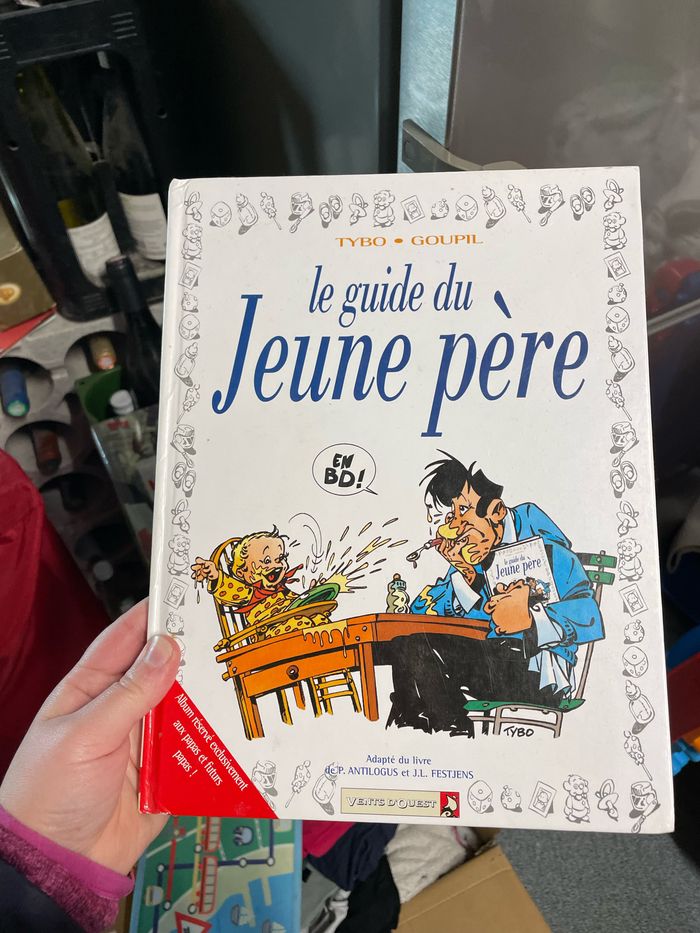 TYBO • GOUPIL
le guide du
Jeune père
EN
BD!
le guide du
Jeune père
TYBO
Album réservé exclusivement
aux papas et futurs
papas !
Adapté du livre
de P. ANTILOGUS et J.L. FESTJENS
VENTS D'OUEST